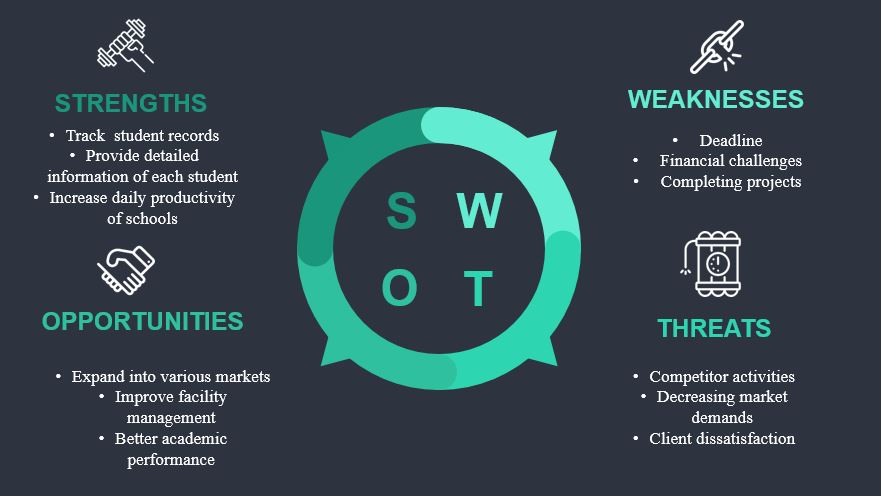 STRENGTHS
• Track student records
• Provide detailed
information of each student
• Increase daily productivity
of schools
WEAKNESSES
• Deadline
• Financial challenges
• Completing projects
S W
O T
OPPORTUNITIES
• Expand into various markets
• Improve facility
management
• Better academic
performance
THREATS
• Competitor activities
• Decreasing market
demands
• Client dissatisfaction